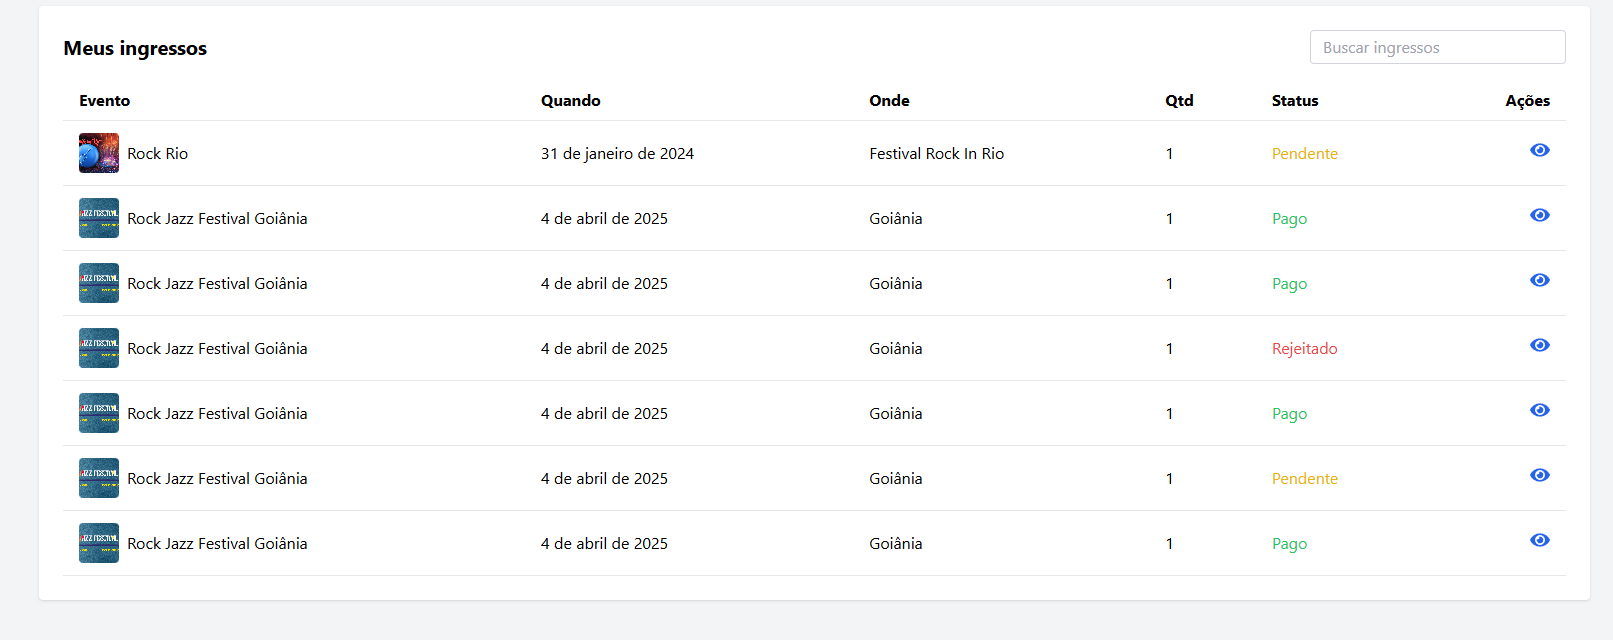 Meus ingressos Buscar ingressos
Evento Quando Onde Qtd Status Ações
Rock Rio 31 de janeiro de 2024 Festival Rock In Rio 1 Pendente
Rock Jazz Festival Goiânia 4 de abril de 2025 Goiânia 1 Pago
Rock Jazz Festival Goiânia 4 de abril de 2025 Goiânia 1 Pago
Rock Jazz Festival Goiânia 4 de abril de 2025 Goiânia 1 Rejeitado
Rock Jazz Festival Goiânia 4 de abril de 2025 Goiânia 1 Pago
Rock Jazz Festival Goiânia 4 de abril de 2025 Goiânia 1 Pendente
Rock Jazz Festival Goiânia 4 de abril de 2025 Goiânia 1 Pago